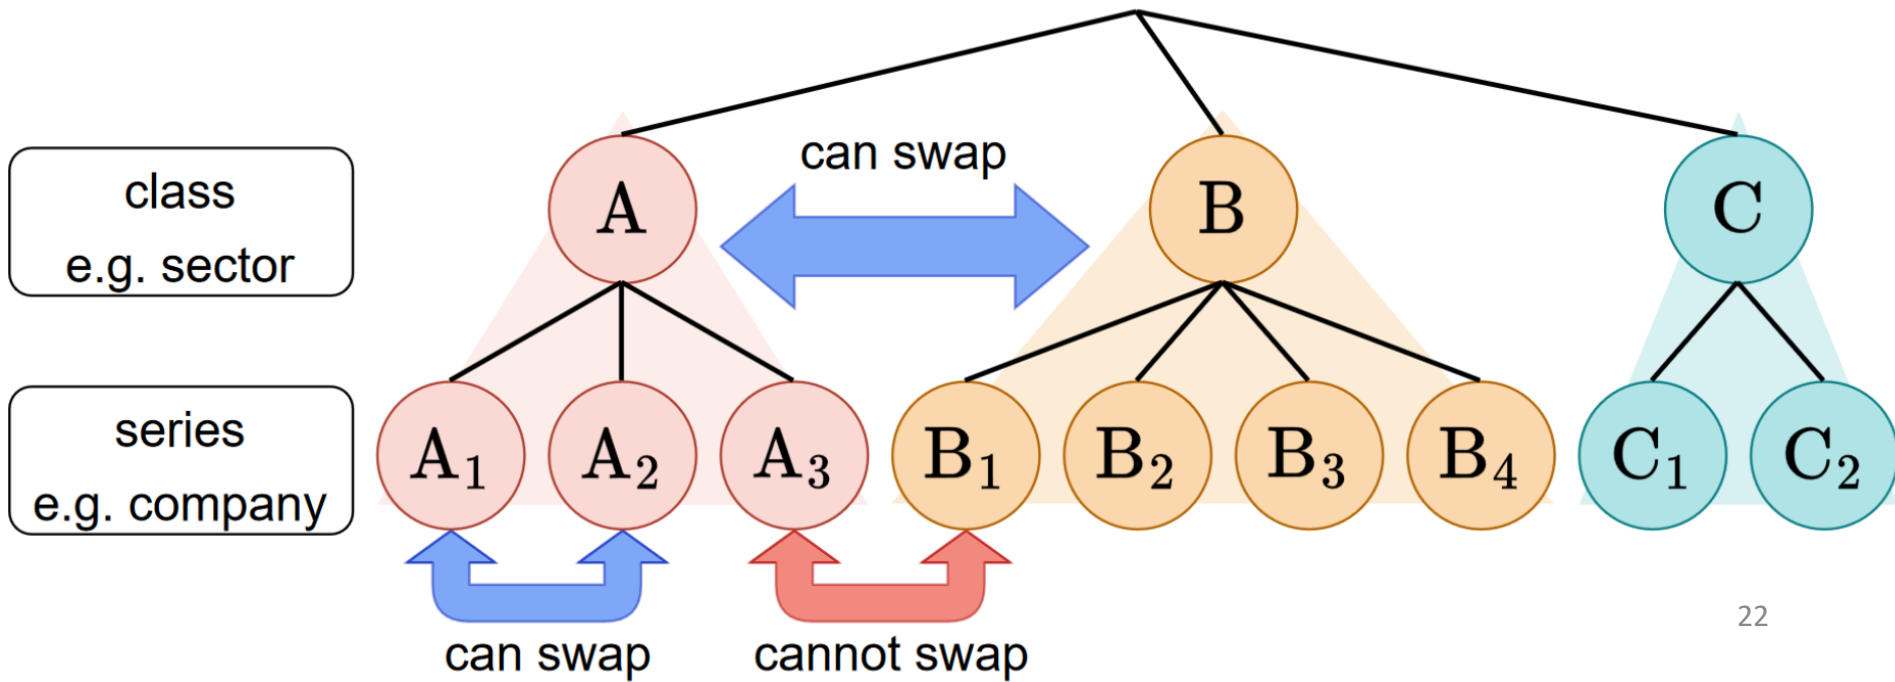 can swap
class
e.g. sector
A
B
C
series
e.g. company
A₁
A₂
A₃
B₁
B₂
B₃
B₄
C₁
C₂
can swap
cannot swap
22